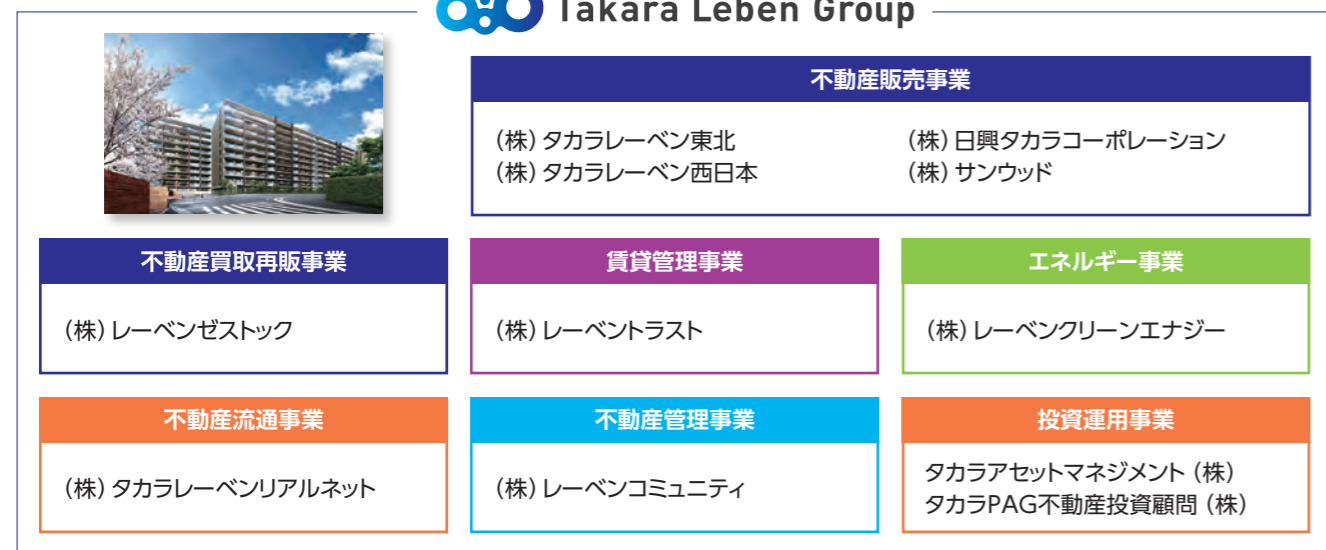 Takara Leben Group
不動産販売事業
（株）タカラレーベン東北
（株）タカラレーベン西日本
（株）日興タカラコーポレーション
（株）サンウッド
不動産買取再販事業
（株）レーベンゼストック
賃貸管理事業
（株）レーベントラスト
エネルギー事業
（株）レーベンクリーンエナジー
不動産流通事業
（株）タカラレーベンリアルネット
不動産管理事業
（株）レーベンコミュニティ
投資運用事業
タカラアセットマネジメント（株）
タカラPAG不動産投資顧問（株）